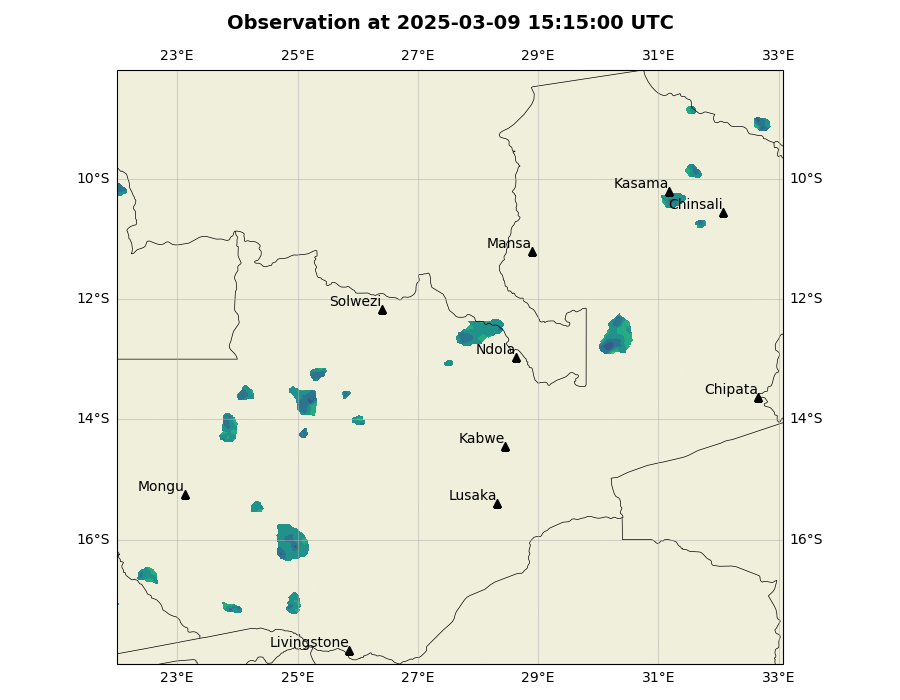 Observation at 2025-03-09 15:15:00 UTC
23°E 25°E 27°E 29°E 31°E 33°E
10°S 10°S
Kasama
Chinsali
Mansa
12°S 12°S
Solwezi
Ndola
Chipata
14°S 14°S
Kabwe
Mongu
Lusaka
16°S 16°S
Livingstone
23°E 25°E 27°E 29°E 31°E 33°E